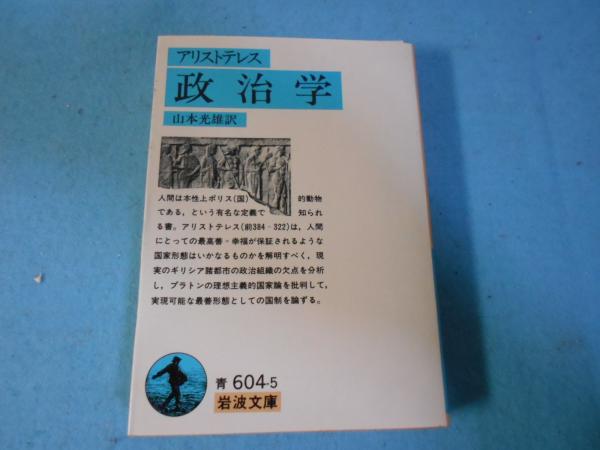 アリストテレス
政治学
山本光雄訳
人間は本性上ポリス(国) 的動物
である，という有名な定義で 知られ
る書。アリストテレス(前384‐322)は，人間
にとっての最高善‐幸福が保証されるような
国家形態はいかなるものかを解明すべく，現
実のギリシア諸都市の政治組織の欠点を分析
し，プラトンの理想主義的国家論を批判して，
実現可能な最善形態としての国制を論ずる。
青 604-5
岩波文庫